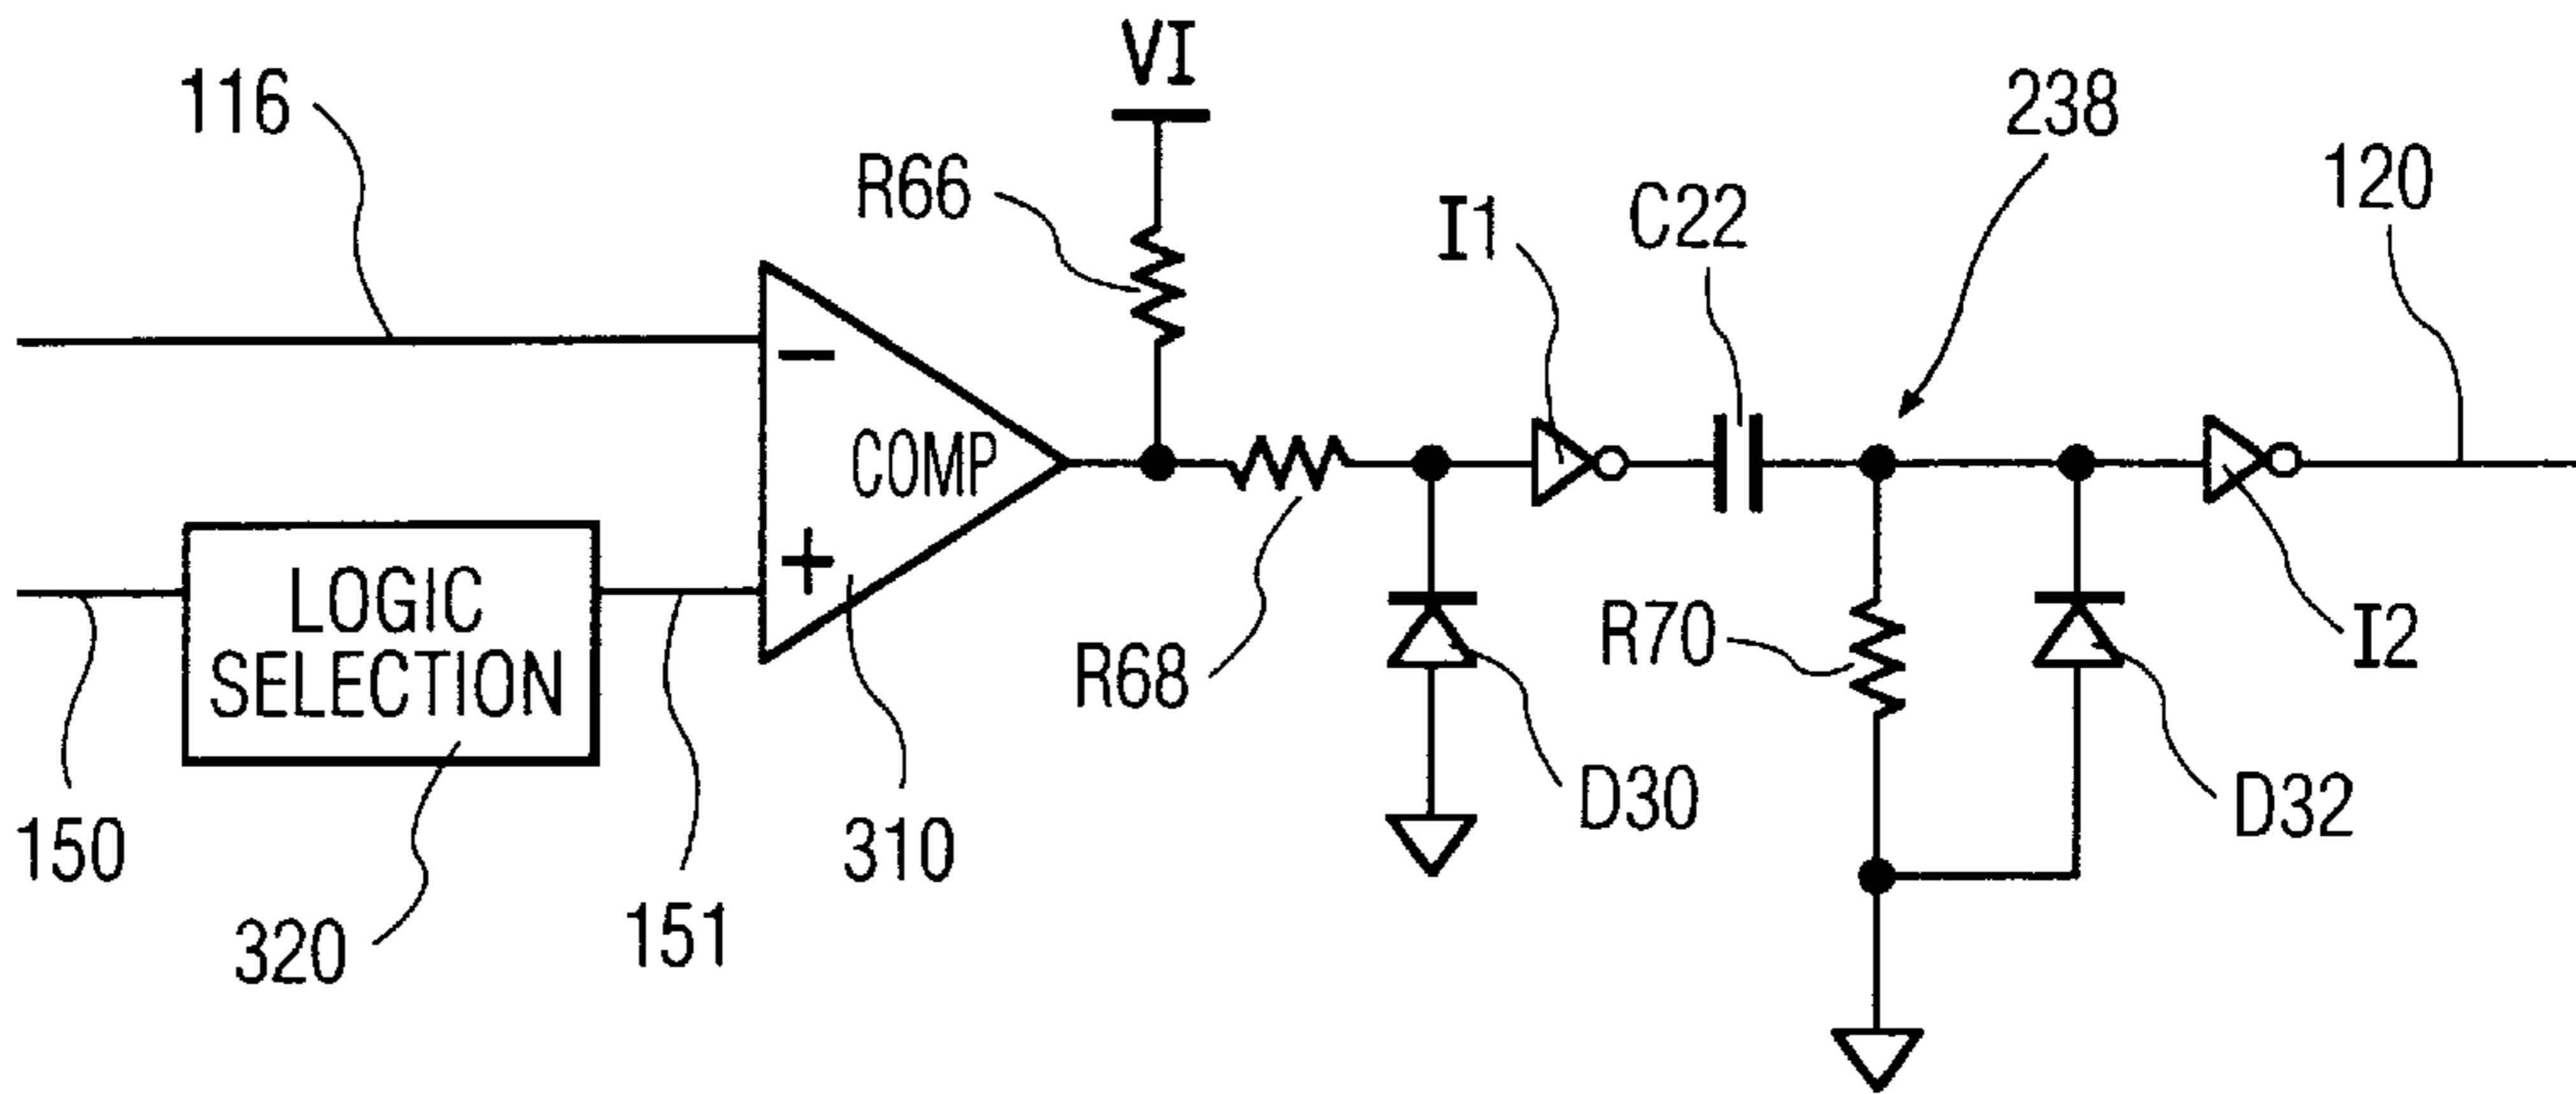 VI
116
238
R66
120
I1
C22
COMP
LOGIC
SELECTION
R68
R70
I2
D30
D32
150
310
151
320